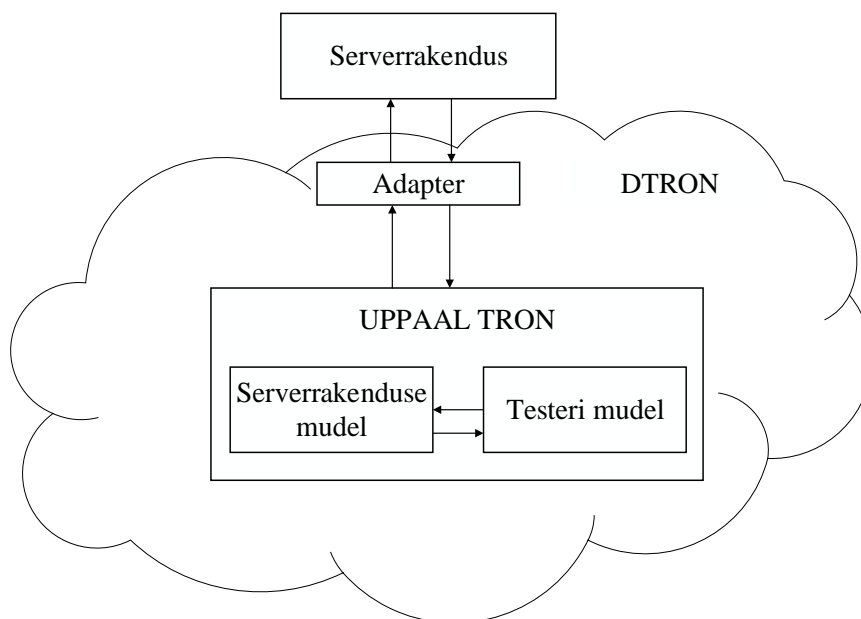 Serverrakendus
Adapter
DTRON
UPPAAL TRON
Serverrakenduse
mudel
Testeri mudel